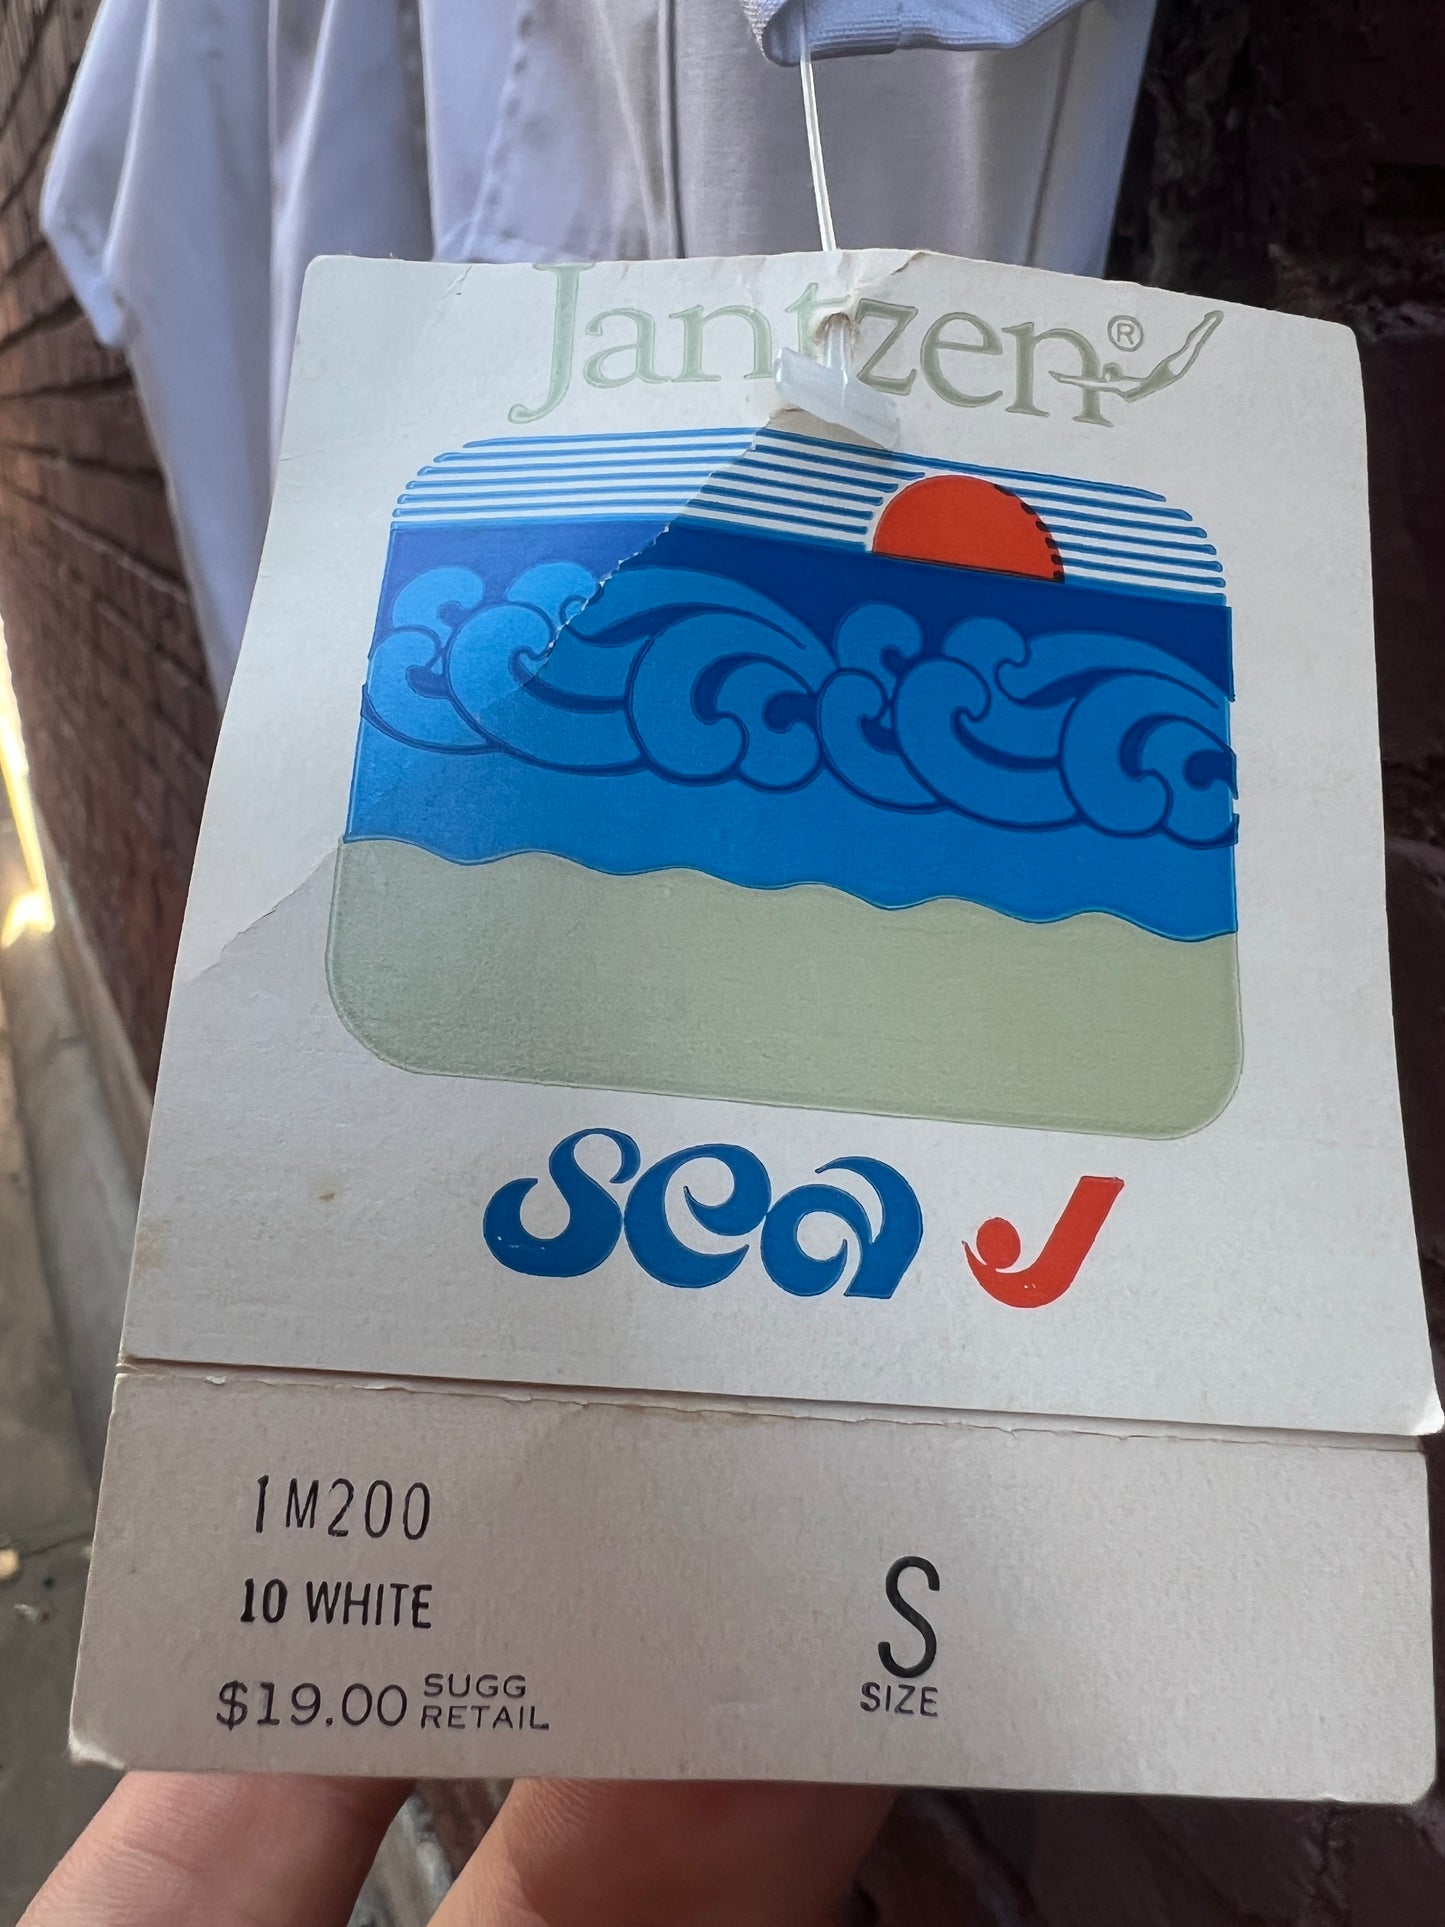 Jantzen®
sea J
1M200
10 WHITE
$19.00 SUGG RETAIL
S
SIZE